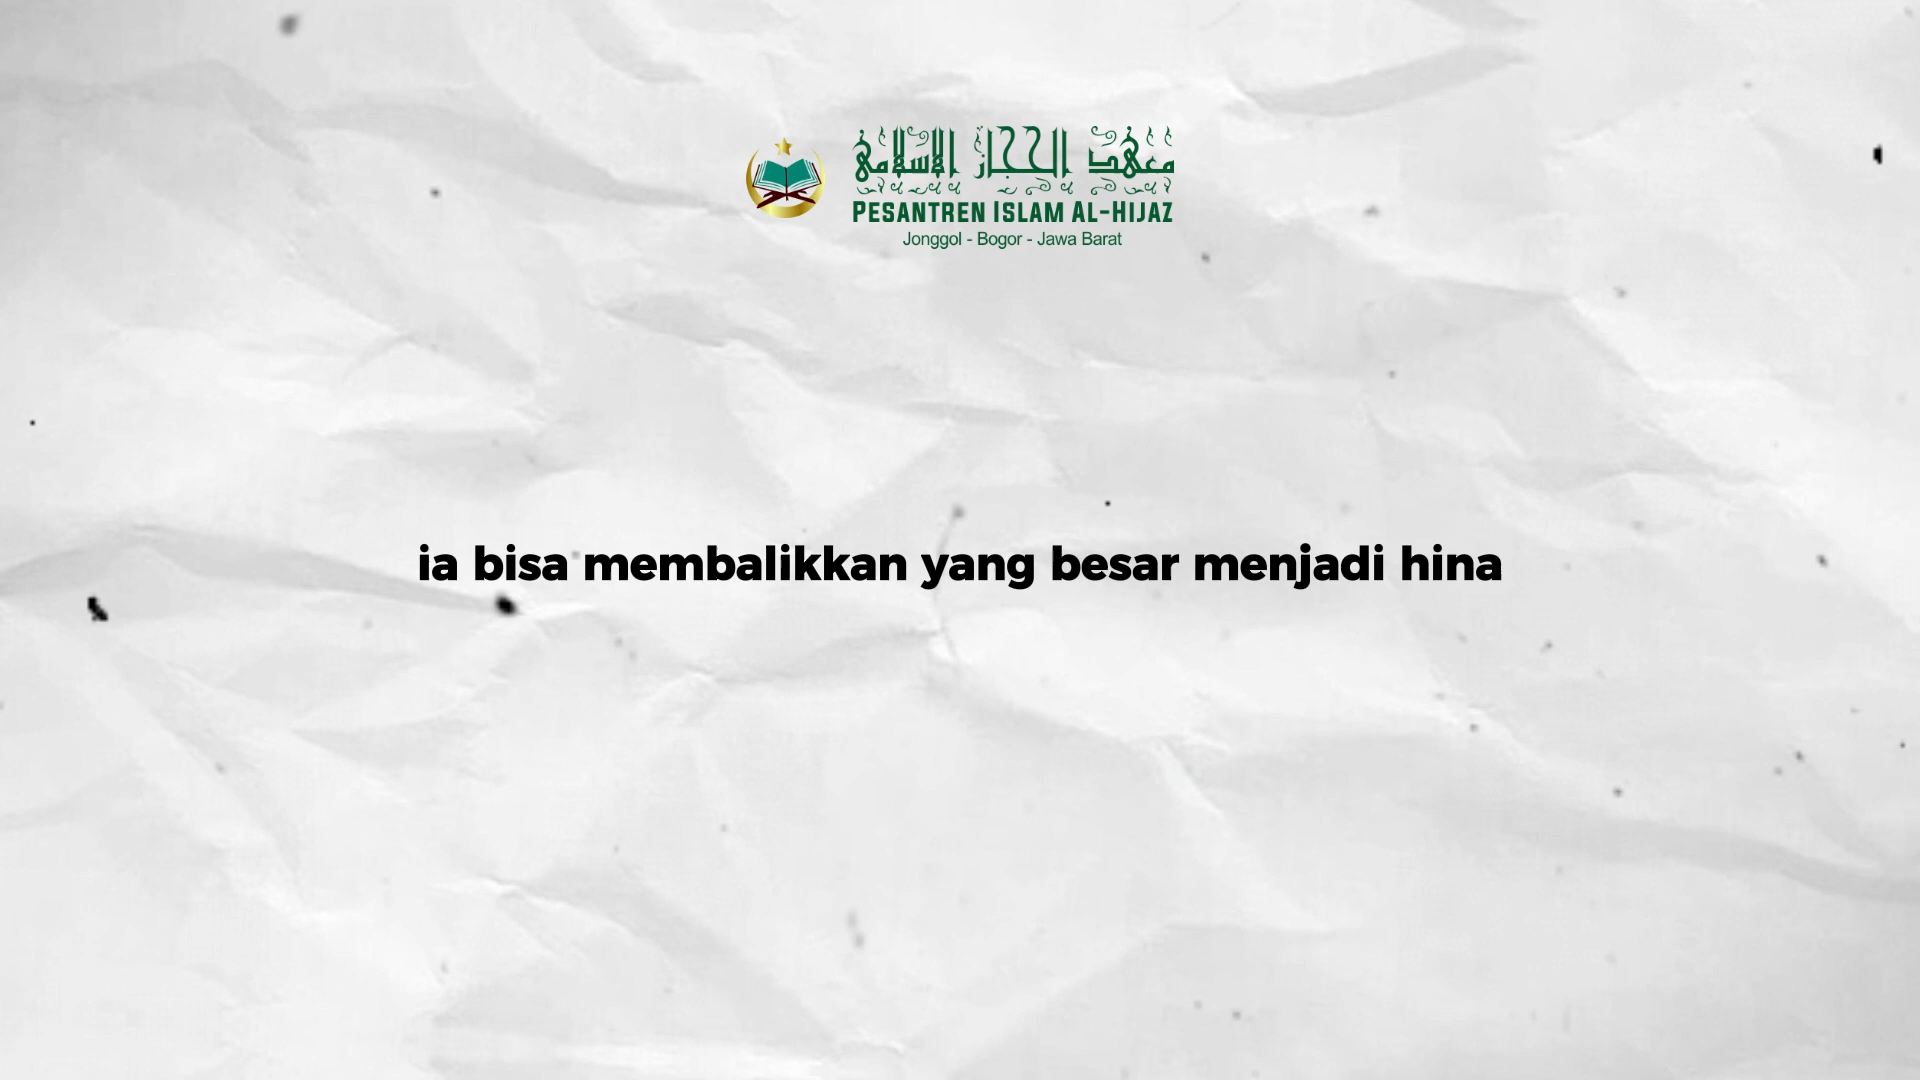 معهد الحجاز الإسلامي
PESANTREN ISLAM AL-HIJAZ
Jonggol - Bogor - Jawa Barat
ia bisa membalikkan yang besar menjadi hina